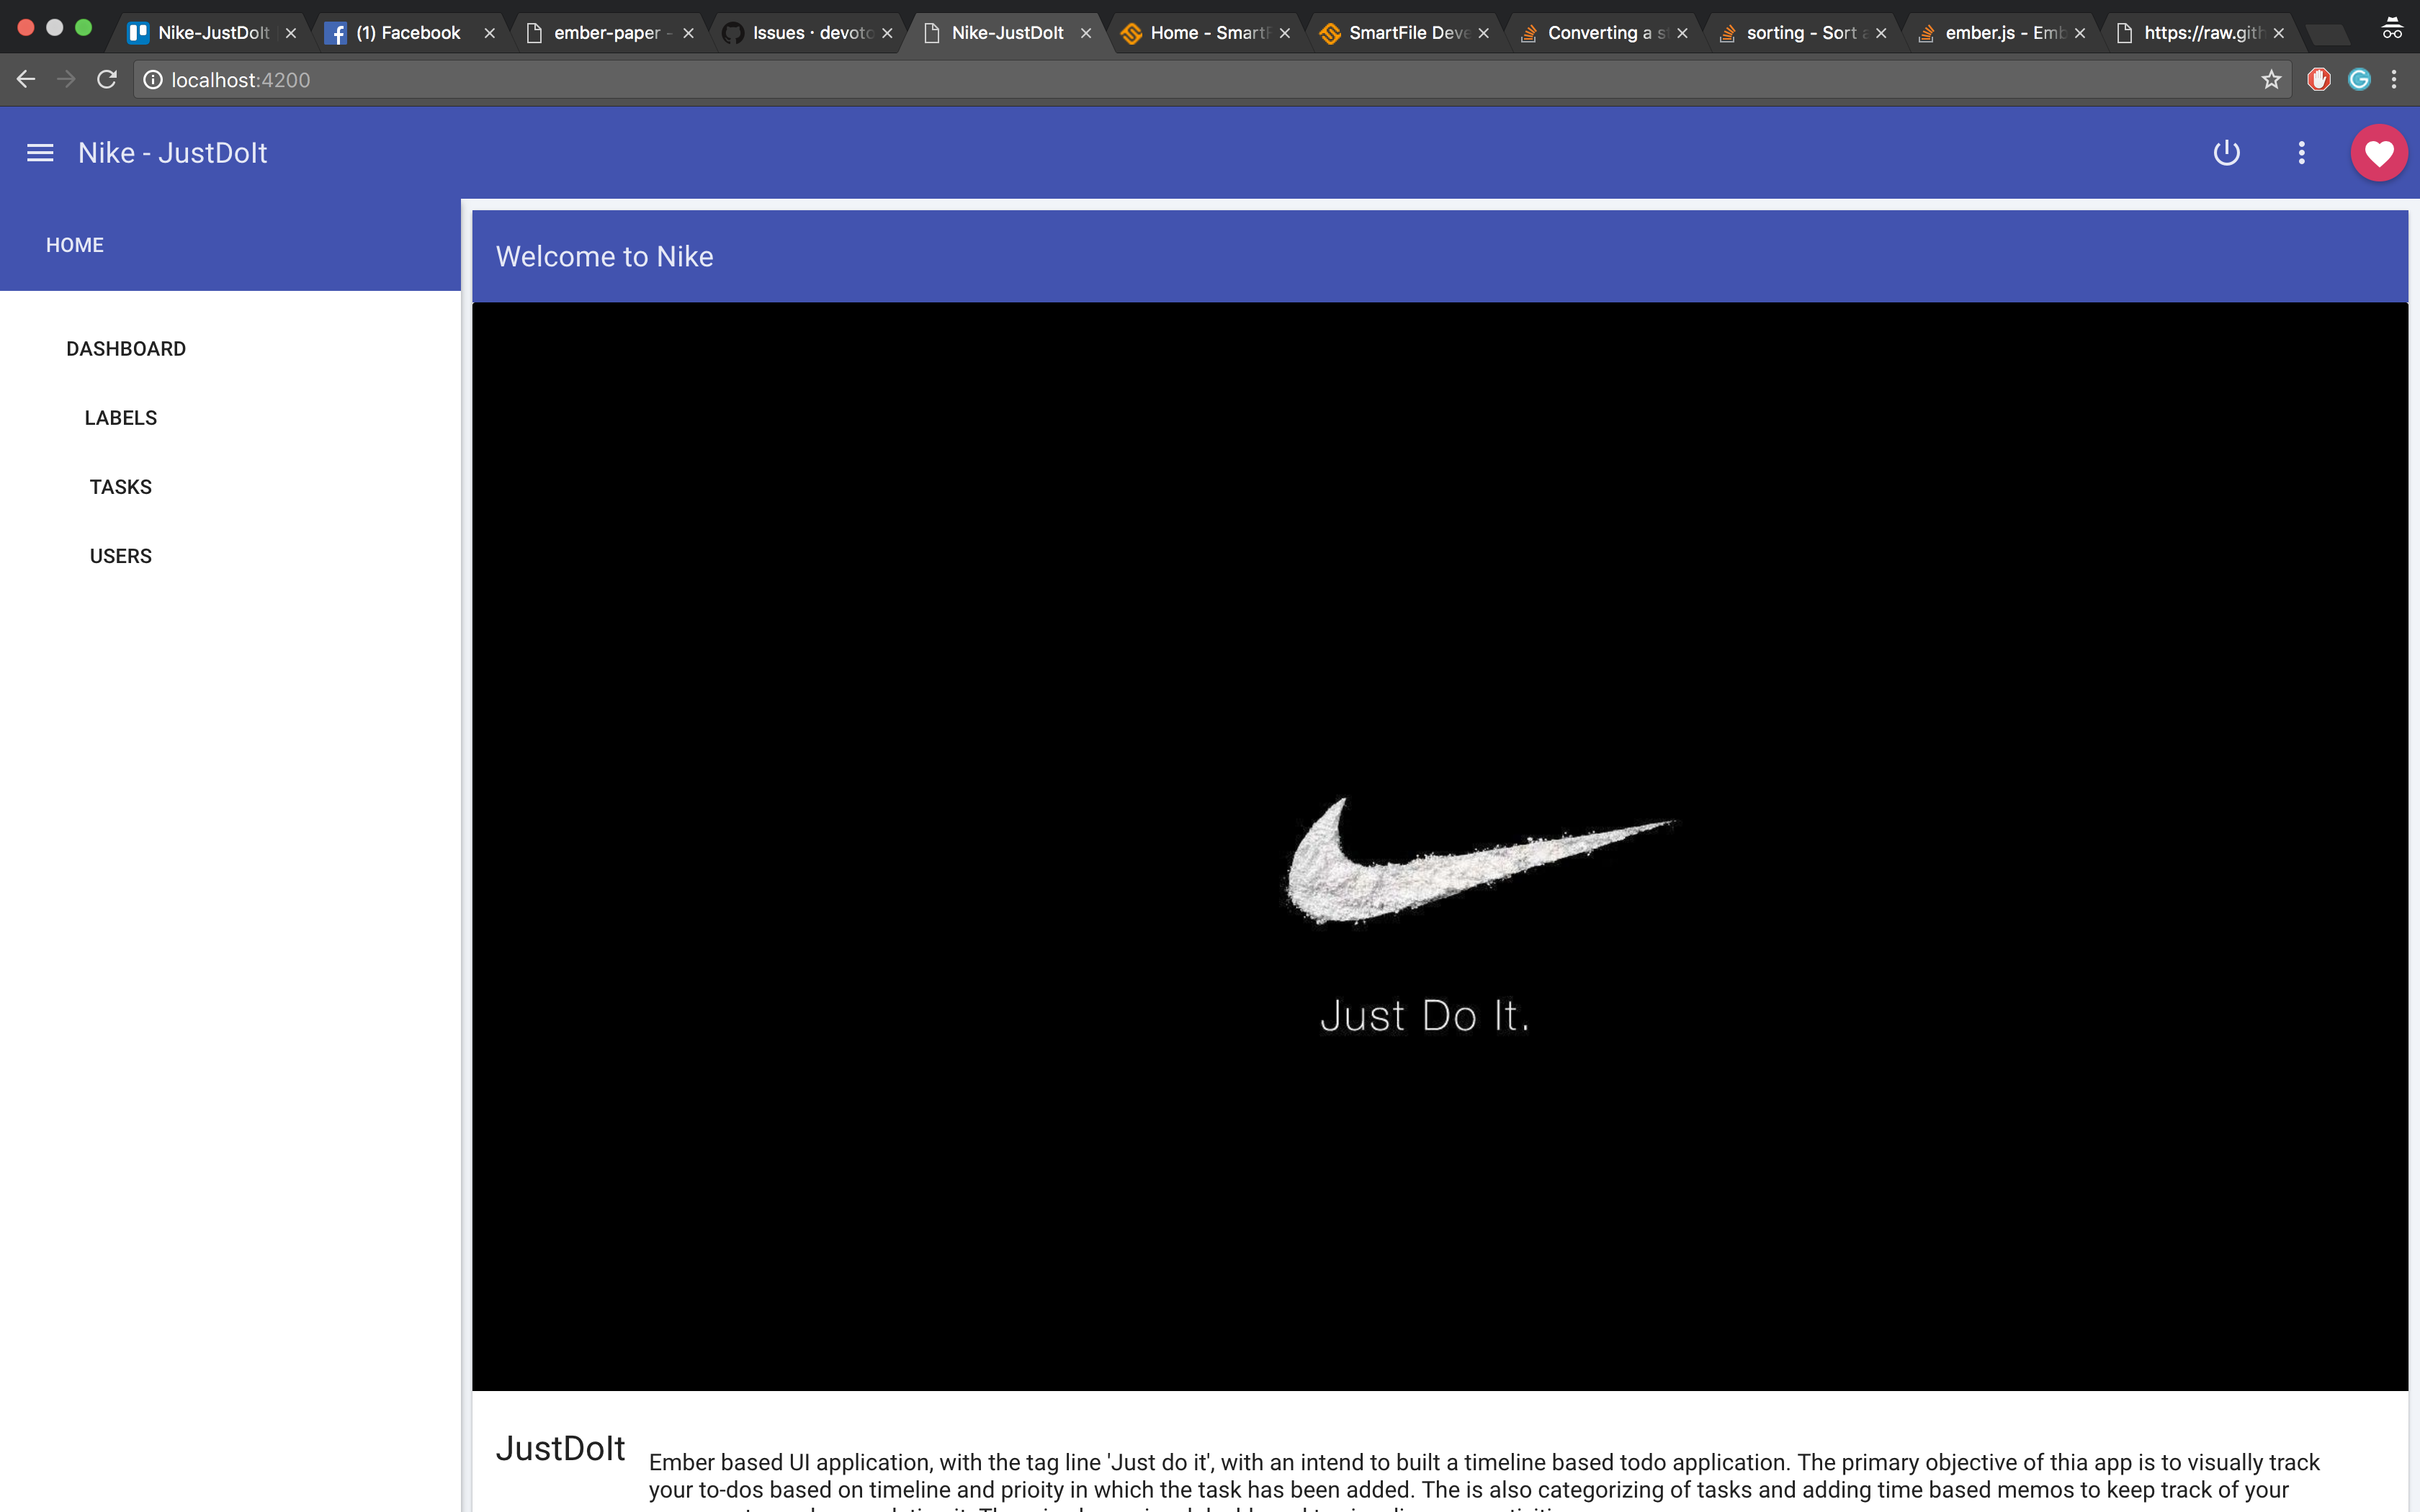 Nike-JustDoIt
(1) Facebook
ember-paper -
Issues · devoto
Nike-JustDoIt
Home - SmartF
SmartFile Deve
Converting a s
sorting - Sort a
ember.js - Emb
https://raw.gith
localhost:4200
Nike - JustDoIt
HOME
Welcome to Nike
DASHBOARD
LABELS
TASKS
USERS
Just Do It.
JustDoIt
Ember based UI application, with the tag line 'Just do it', with an intend to built a timeline based todo application. The primary objective of thia app is to visually track
your to-dos based on timeline and prioity in which the task has been added. The is also categorizing of tasks and adding time based memos to keep track of your